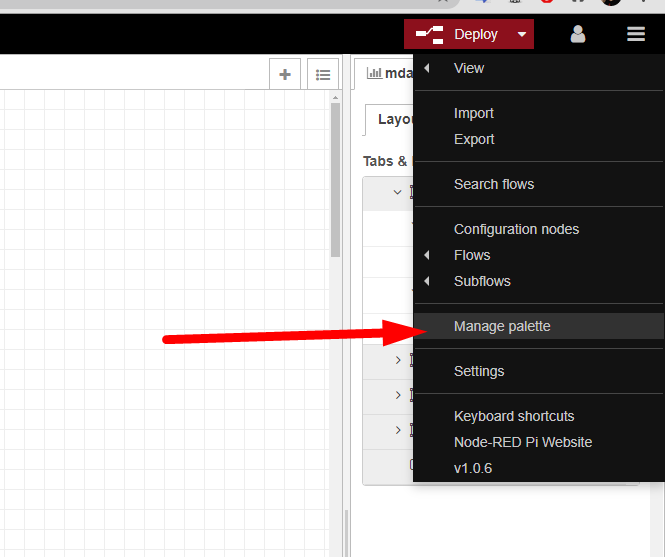 Deploy
mda
View
Layou
Import
Export
Tabs &
Search flows
Configuration nodes
Flows
Subflows
Manage palette
Settings
Keyboard shortcuts
Node-RED Pi Website
v1.0.6